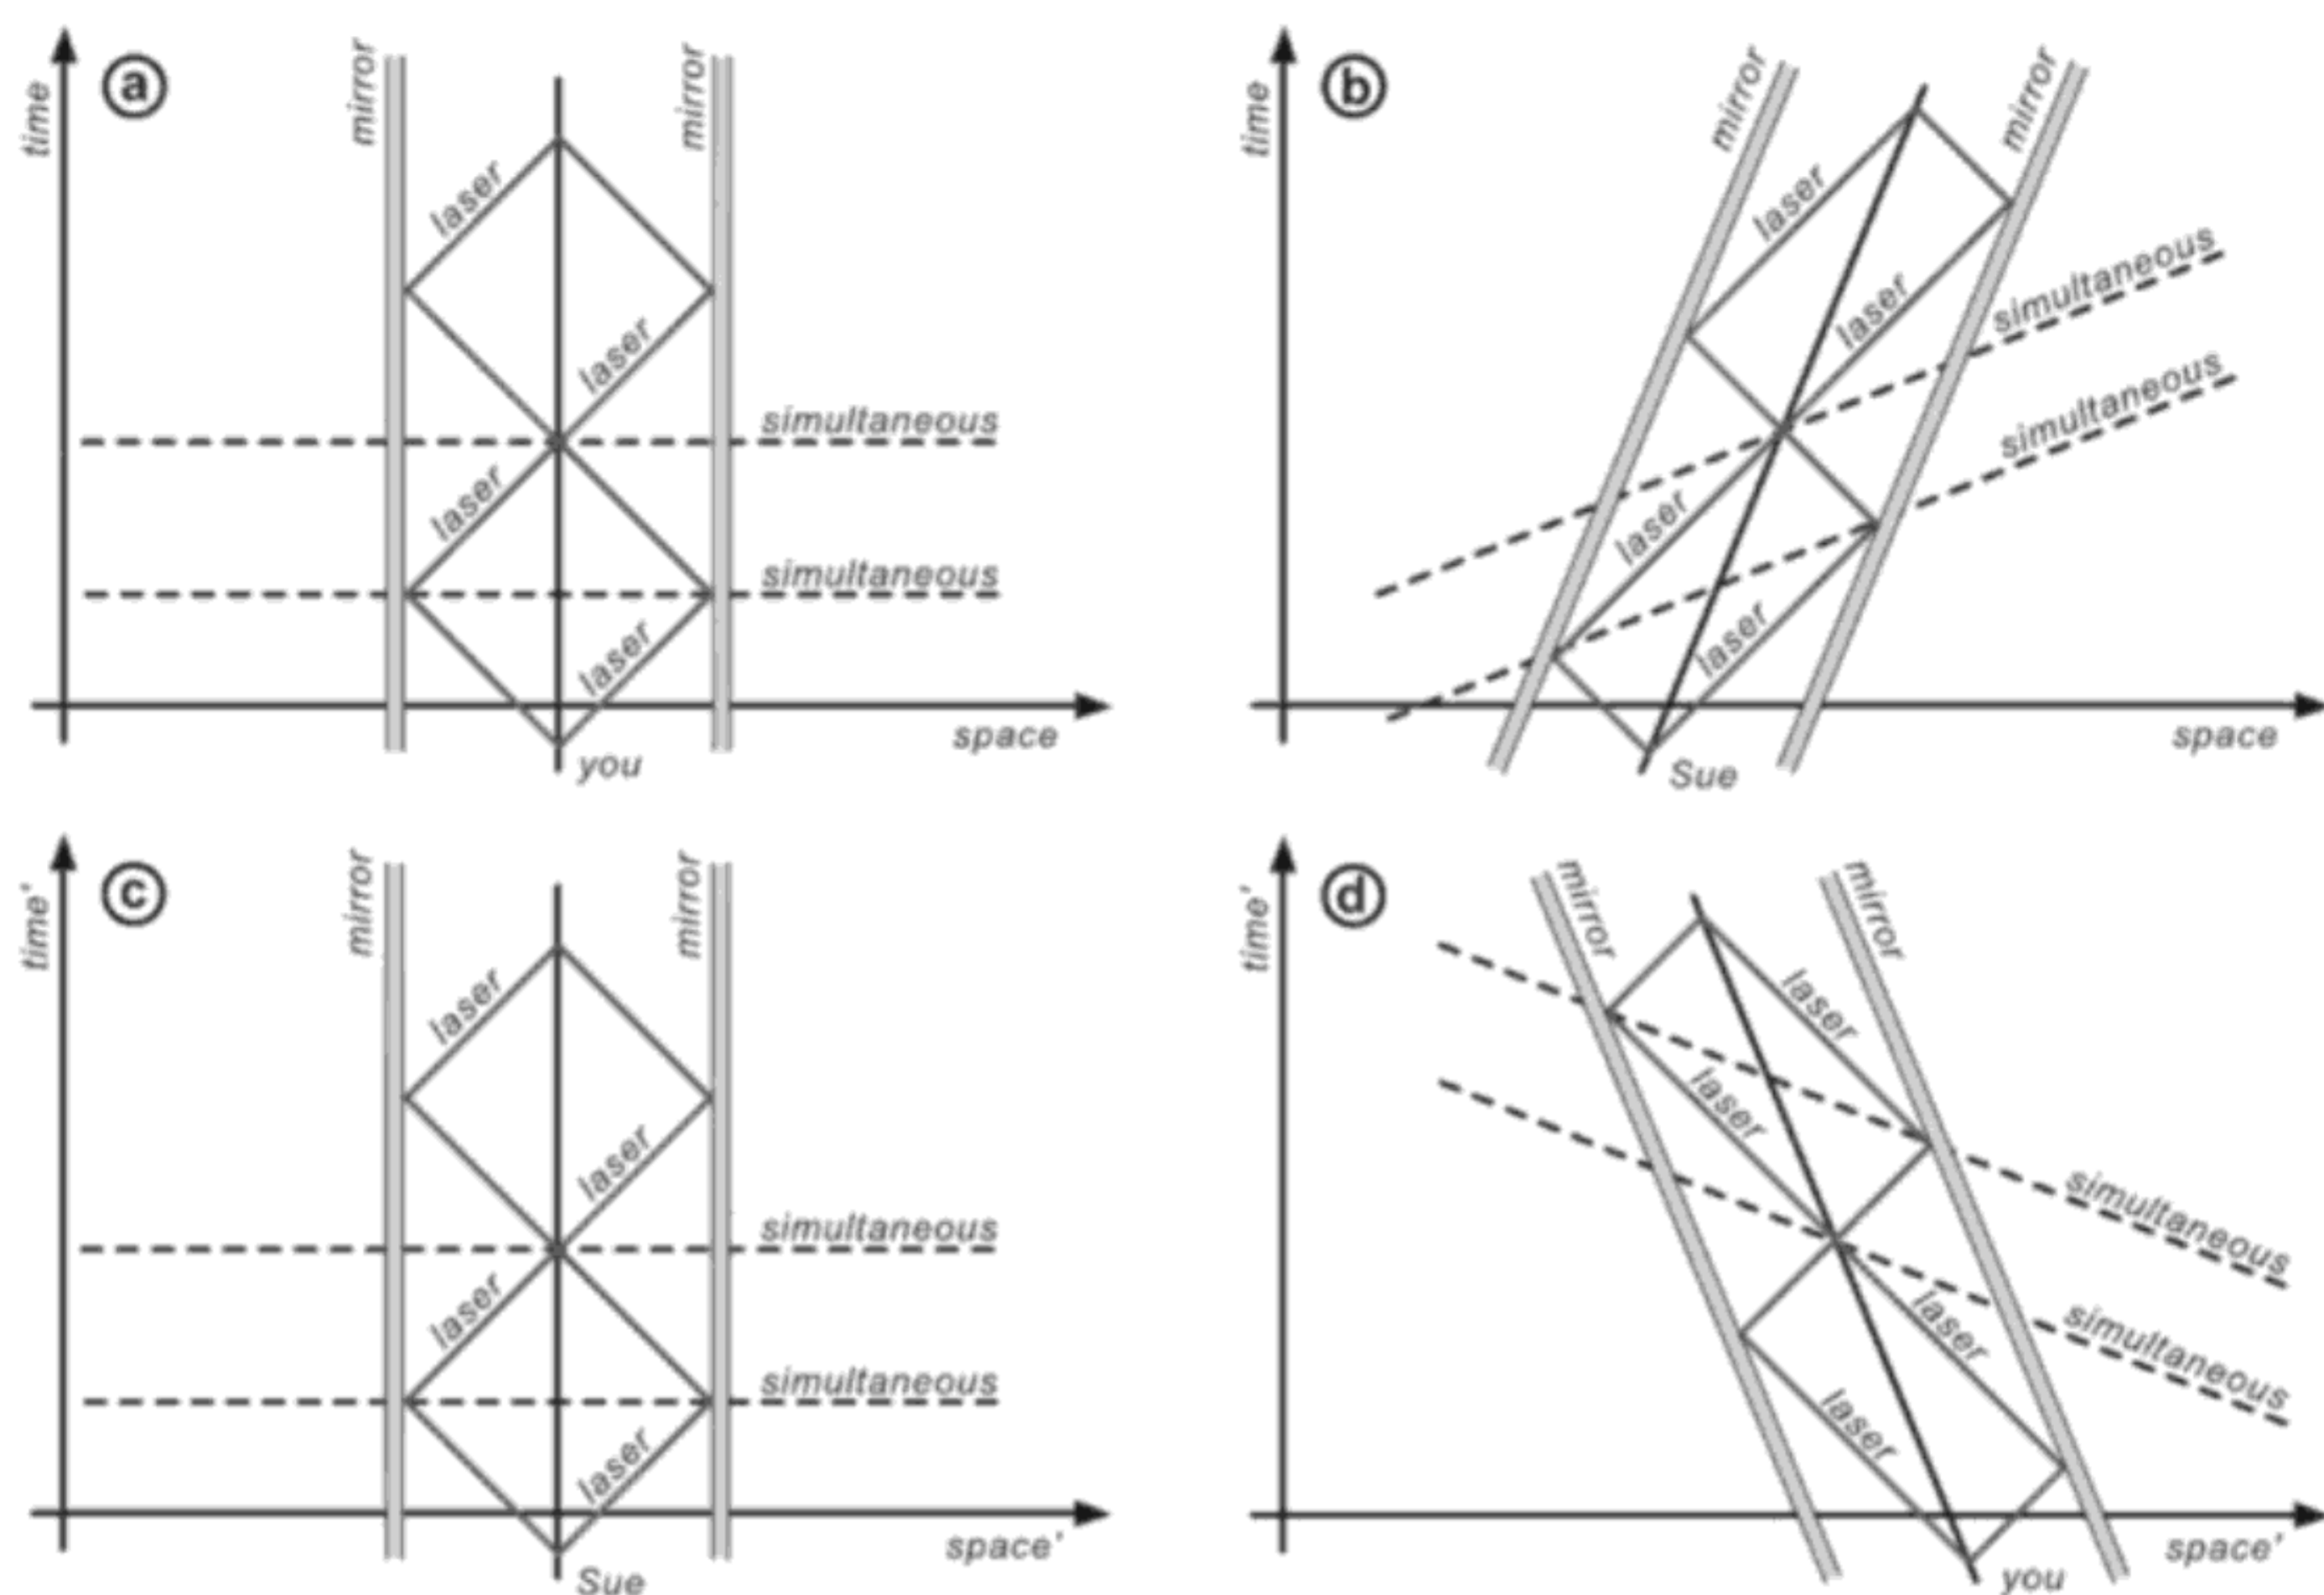 a
time
mirror
mirror
laser
laser
simultaneous
laser
simultaneous
laser
space
you
b
time
mirror
mirror
laser
simultaneous
laser
simultaneous
laser
laser
space
Sue
c
time'
mirror
mirror
laser
laser
simultaneous
laser
simultaneous
laser
space'
Sue
d
time'
mirror
mirror
laser
laser
simultaneous
laser
simultaneous
laser
space'
you